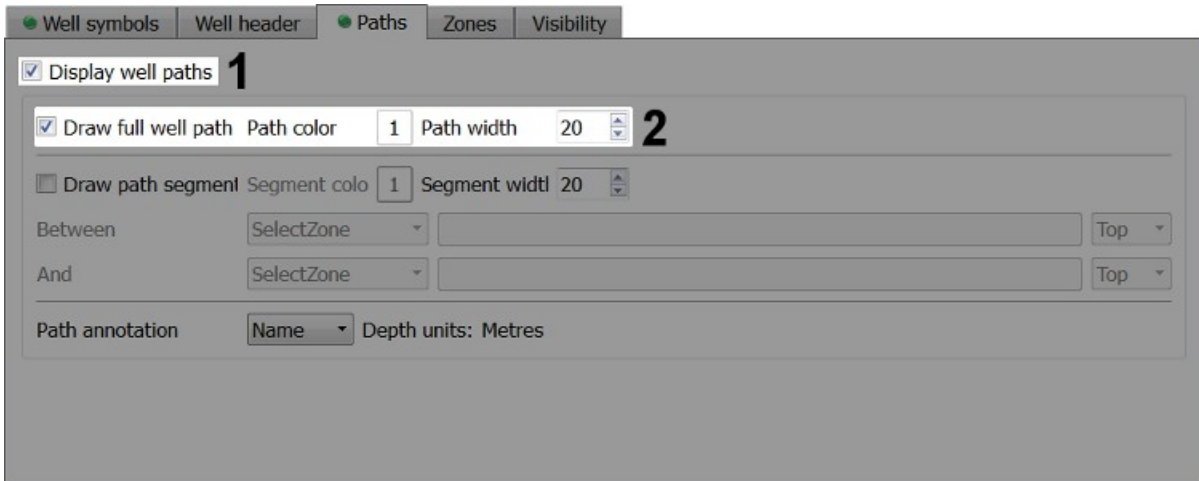 Well symbols Well header Paths Zones Visibility
Display well paths 1
Draw full well path Path color 1 Path width 20 2
Draw path segment Segment colo 1 Segment widtl 20
Between SelectZone Top
And SelectZone Top
Path annotation Name Depth units: Metres